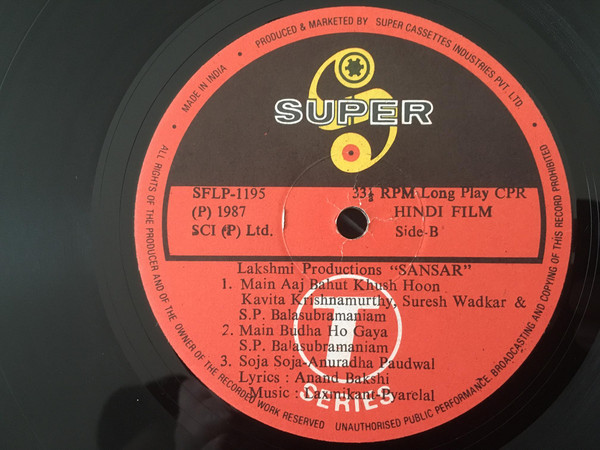 PRODUCED & MARKETED BY SUPER CASSETTES INDUSTRIES PVT. LTD.
MADE IN INDIA
SUPER
SFLP-1195 33⅓ RPM Long Play CPR
(P) 1987 HINDI FILM
SCI (P) Ltd. Side-B
Lakshmi Productions "SANSAR"
1. Main Aaj Bahut Khush Hoon
Kavita Krishnamurthy, Suresh Wadkar &
S.P. Balasubramaniam
2. Main Budha Ho Gaya
S.P. Balasubramaniam
3. Soja Soja-Anuradha Paudwal
Lyrics : Anand Bakshi
Music : Laxmikant-Pyarelal
T
SERIES
ALL RIGHTS OF THE PRODUCER AND OF THE OWNER OF THE RECORDED WORK RESERVED UNAUTHORISED PUBLIC PERFORMANCE BROADCASTING AND COPYING OF THIS RECORD PROHIBITED